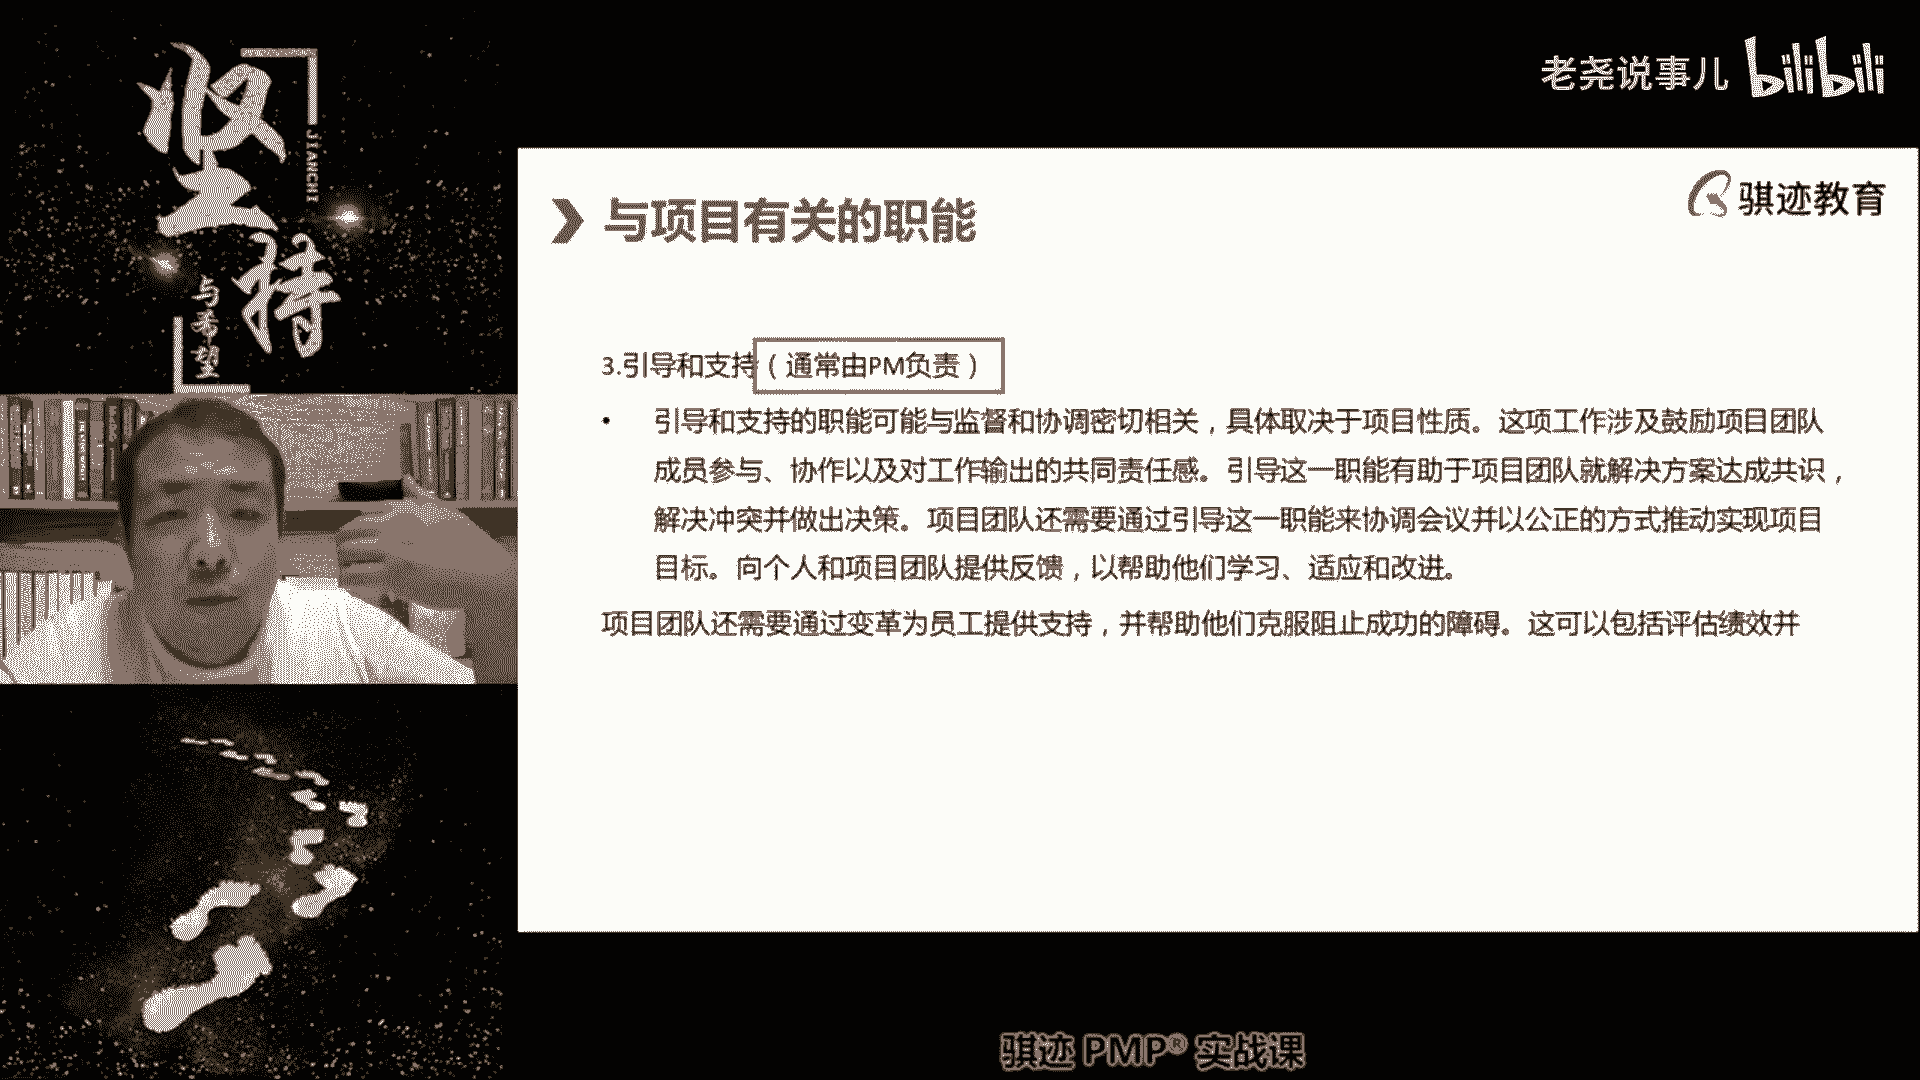 坚持
JIANCHI
与希望
老尧说事儿 bilibili
骐迹教育
与项目有关的职能
3.引导和支持（通常由PM负责）
• 引导和支持的职能可能与监督和协调密切相关，具体取决于项目性质。这项工作涉及鼓励项目团队
成员参与、协作以及对工作输出的共同责任感。引导这一职能有助于项目团队就解决方案达成共识，
解决冲突并做出决策。项目团队还需要通过引导这一职能来协调会议并以公正的方式推动实现项目
目标。向个人和项目团队提供反馈，以帮助他们学习、适应和改进。
项目团队还需要通过变革为员工提供支持，并帮助他们克服阻止成功的障碍。这可以包括评估绩效并
骐迹 PMP® 实战课